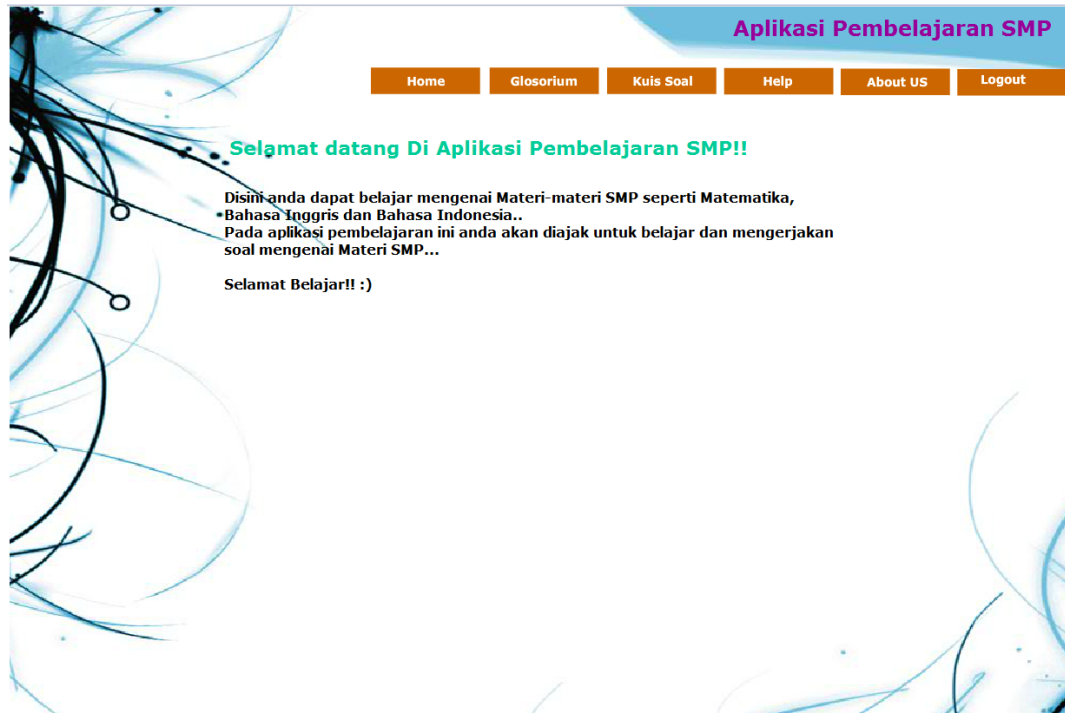 Aplikasi Pembelajaran SMP
Home Glosorium Kuis Soal Help About US Logout
Selamat datang Di Aplikasi Pembelajaran SMP!!
Disini anda dapat belajar mengenai Materi-materi SMP seperti Matematika,
Bahasa Inggris dan Bahasa Indonesia..
Pada aplikasi pembelajaran ini anda akan diajak untuk belajar dan mengerjakan
soal mengenai Materi SMP...
Selamat Belajar!! :)